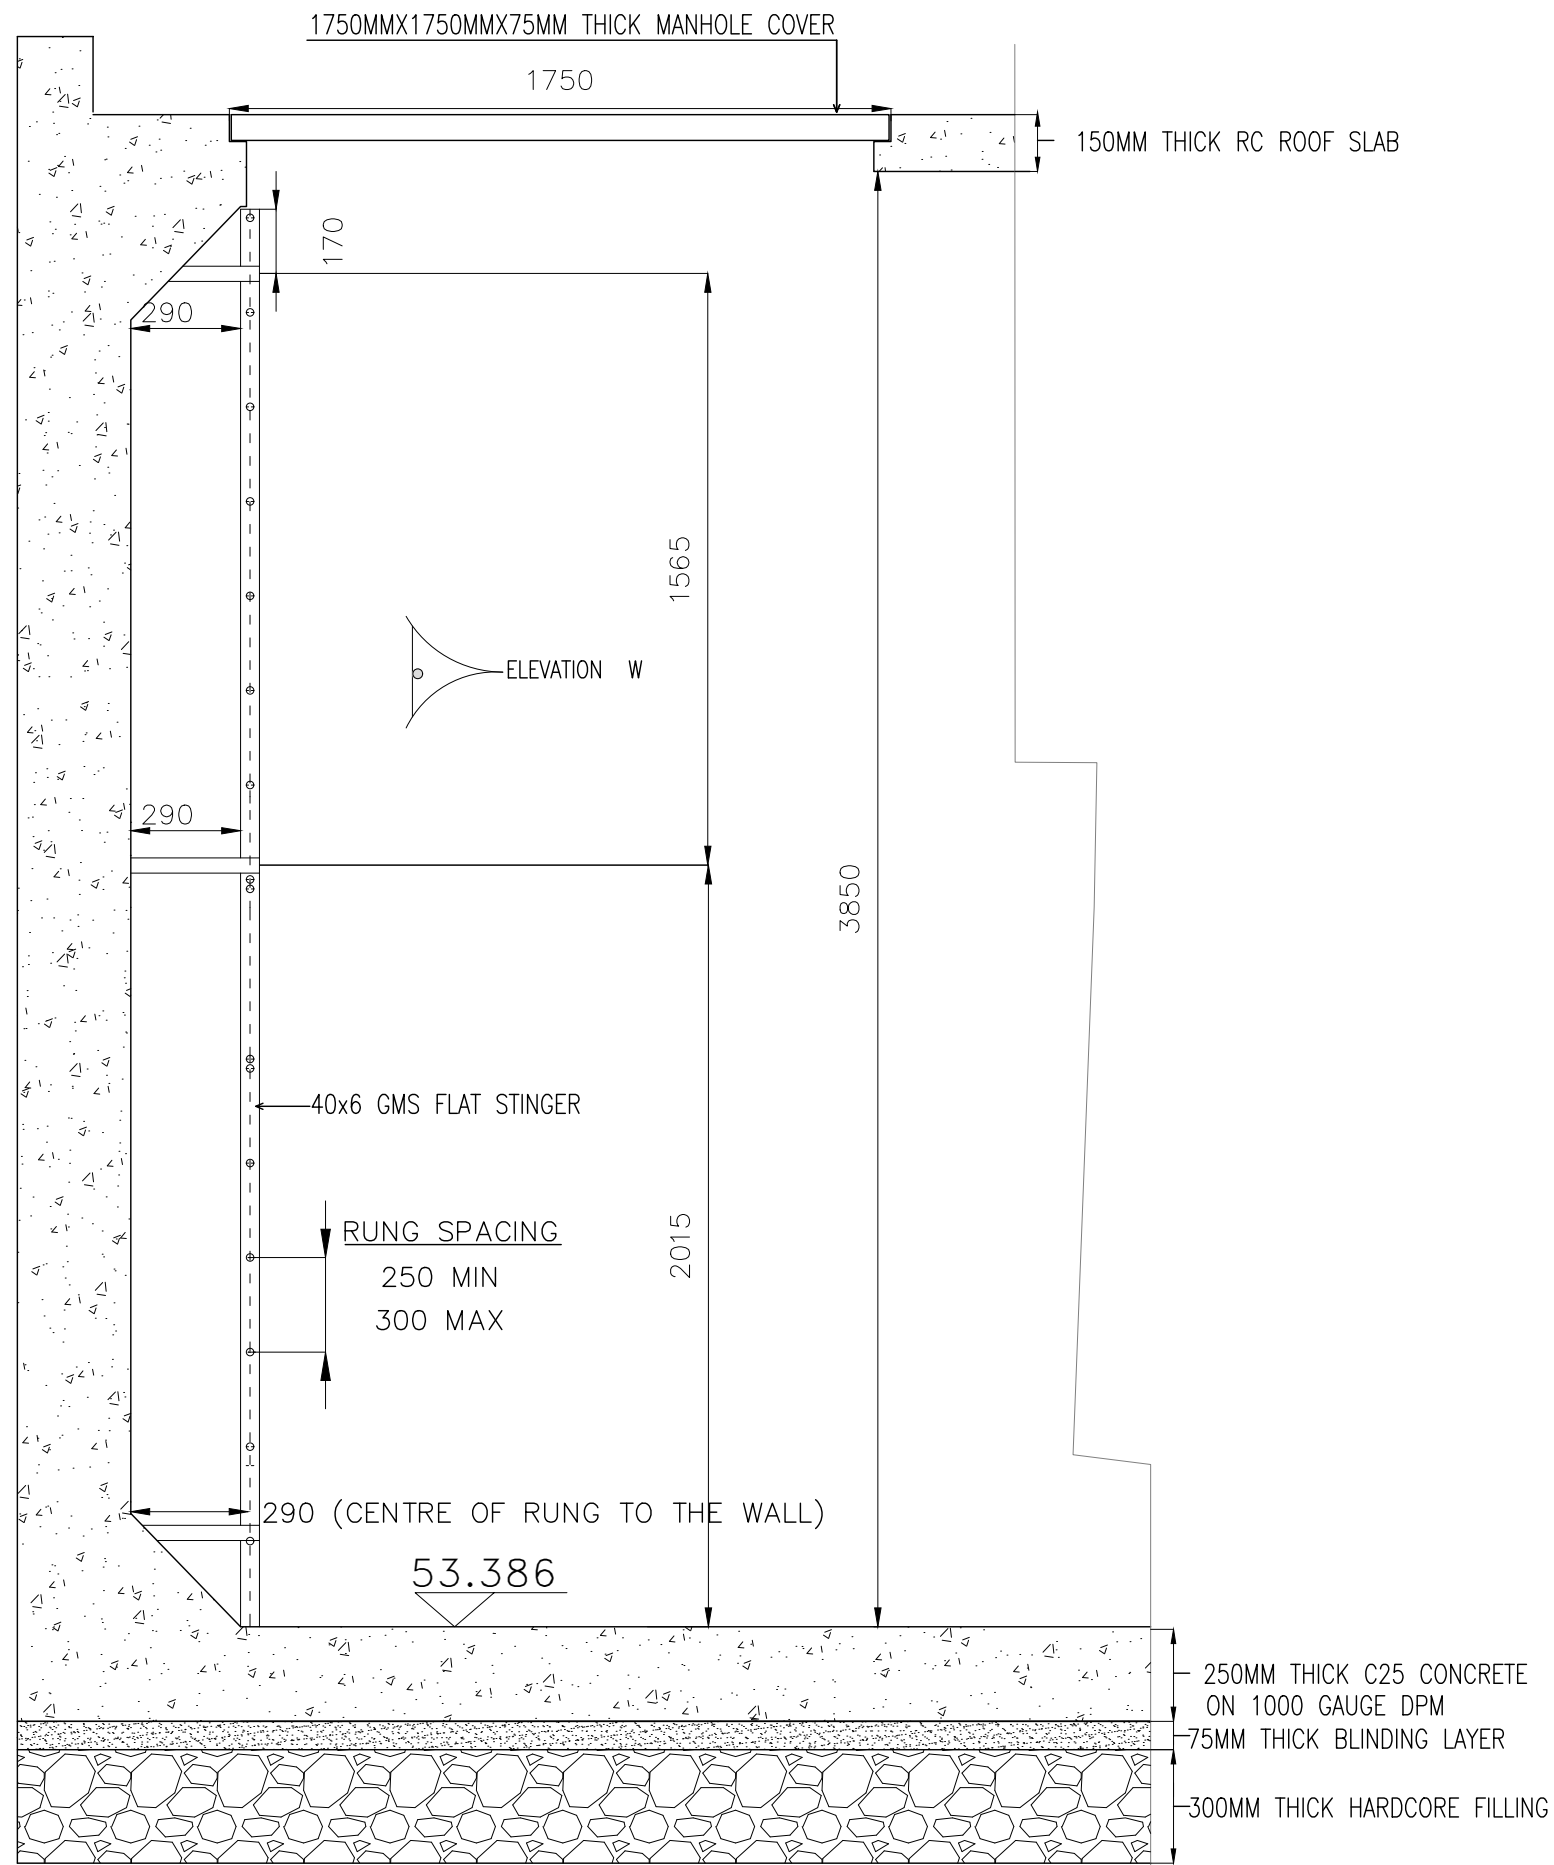 1750MMX1750MMX75MM THICK MANHOLE COVER
1750
150MM THICK RC ROOF SLAB
170
290
1565
ELEVATION W
290
3850
40x6 GMS FLAT STINGER
RUNG SPACING
250 MIN
300 MAX
2015
290 (CENTRE OF RUNG TO THE WALL)
53.386
250MM THICK C25 CONCRETE
ON 1000 GAUGE DPM
75MM THICK BLINDING LAYER
300MM THICK HARDCORE FILLING